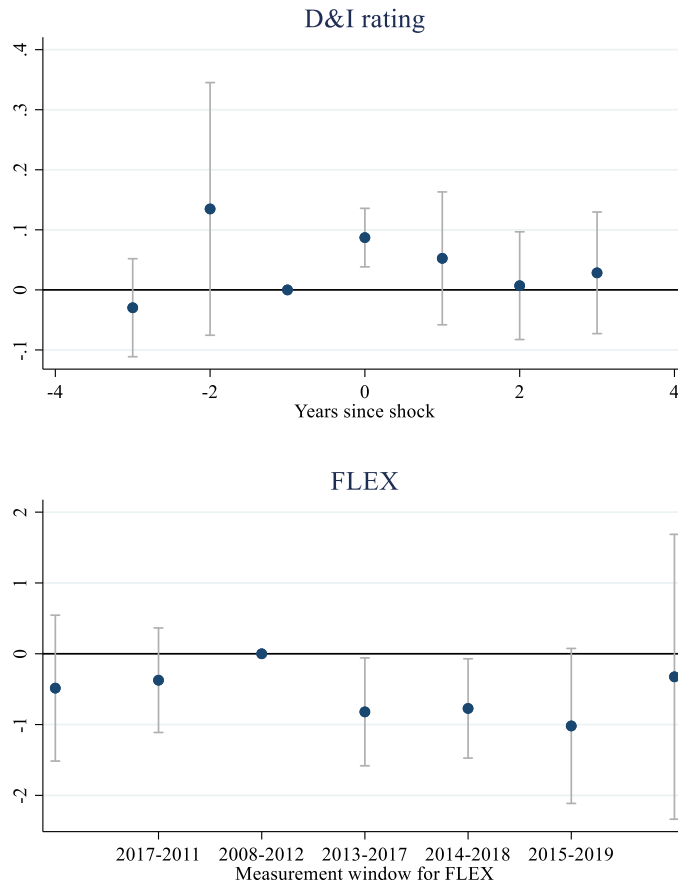 D&I rating
.4
.3
.2
.1
0
-.1
-4 -2 0 2 4
Years since shock
FLEX
2
1
0
-1
-2
2017-2011 2008-2012 2013-2017 2014-2018 2015-2019
Measurement window for FLEX